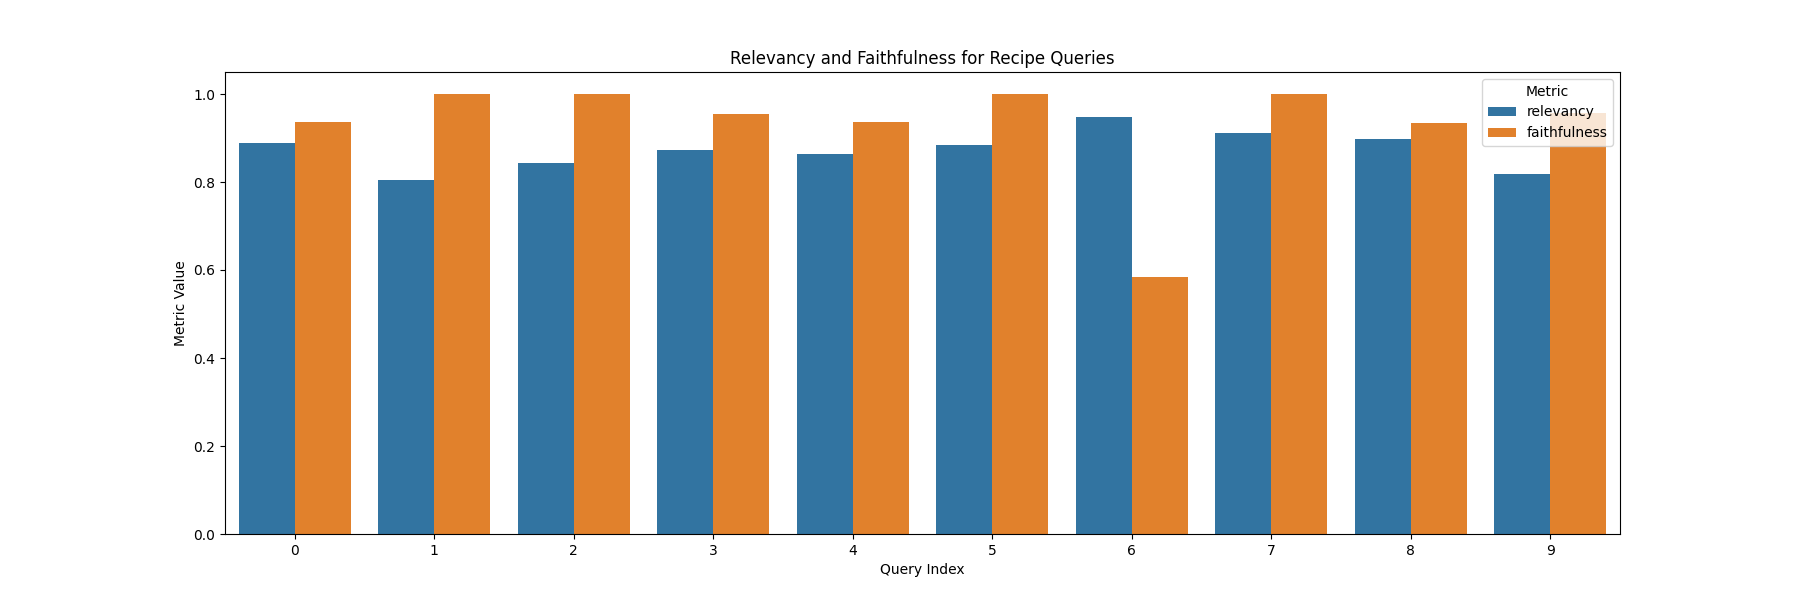 Relevancy and Faithfulness for Recipe Queries
Metric
relevancy
faithfulness
Metric Value
1.0
0.8
0.6
0.4
0.2
0.0
0 1 2 3 4 5 6 7 8 9
Query Index